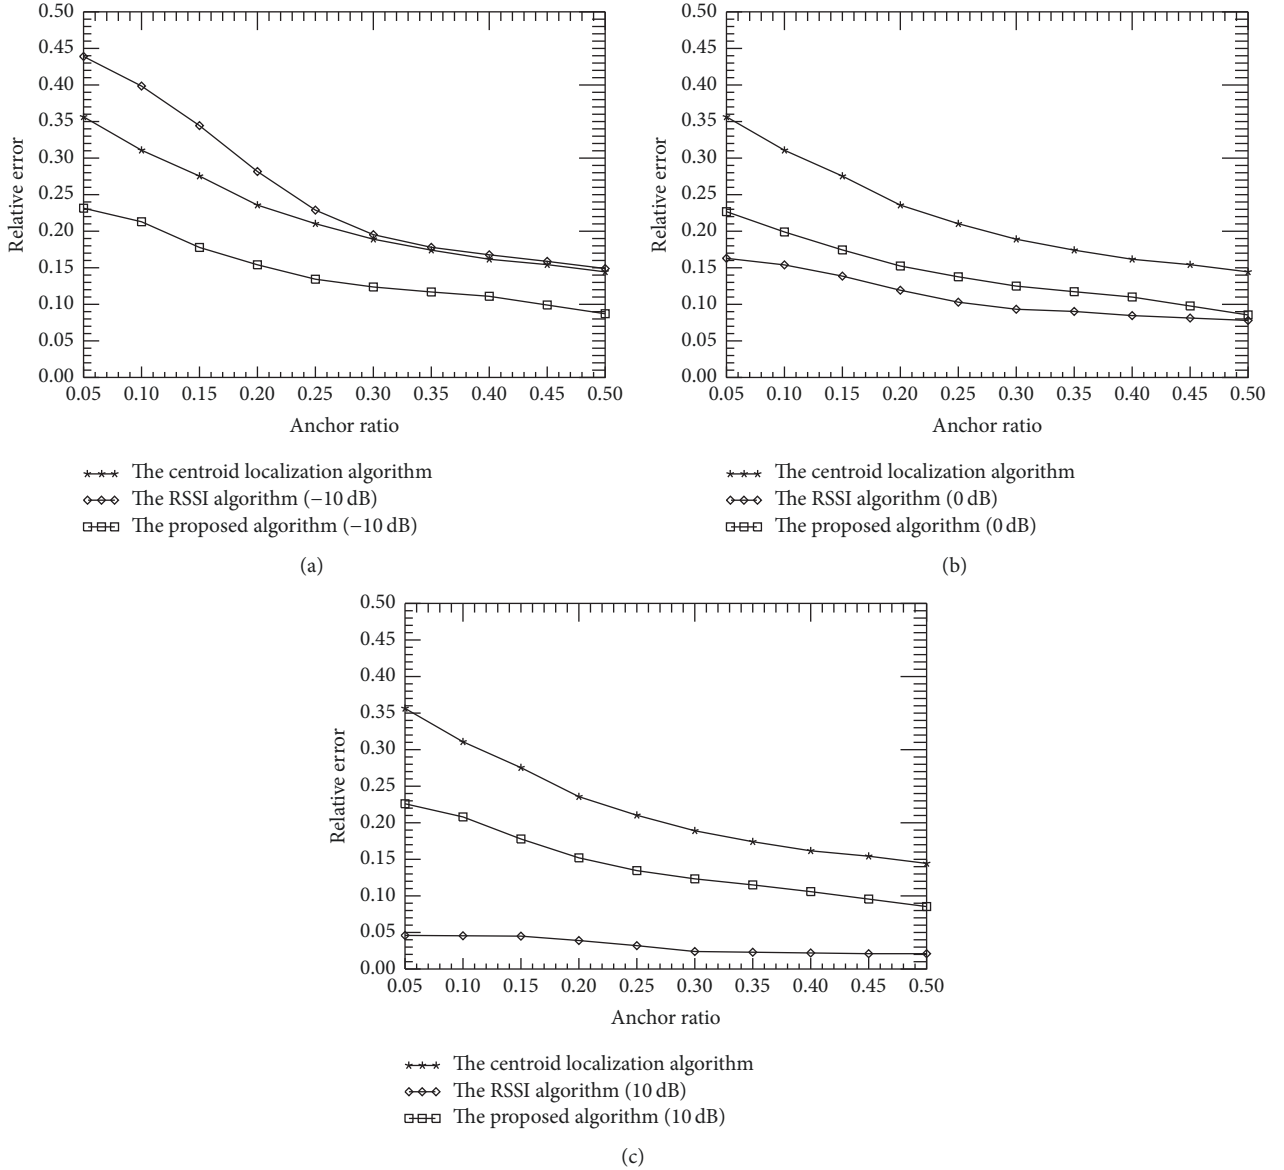 0.50
0.45
0.40
0.35
0.30
0.25
0.20
0.15
0.10
0.05
0.00
Relative error
0.05 0.10 0.15 0.20 0.25 0.30 0.35 0.40 0.45 0.50
Anchor ratio
The centroid localization algorithm
The RSSI algorithm (−10 dB)
The proposed algorithm (−10 dB)
(a)
0.50
0.45
0.40
0.35
0.30
0.25
0.20
0.15
0.10
0.05
0.00
Relative error
0.05 0.10 0.15 0.20 0.25 0.30 0.35 0.40 0.45 0.50
Anchor ratio
The centroid localization algorithm
The RSSI algorithm (0 dB)
The proposed algorithm (0 dB)
(b)
0.50
0.45
0.40
0.35
0.30
0.25
0.20
0.15
0.10
0.05
0.00
Relative error
0.05 0.10 0.15 0.20 0.25 0.30 0.35 0.40 0.45 0.50
Anchor ratio
The centroid localization algorithm
The RSSI algorithm (10 dB)
The proposed algorithm (10 dB)
(c)